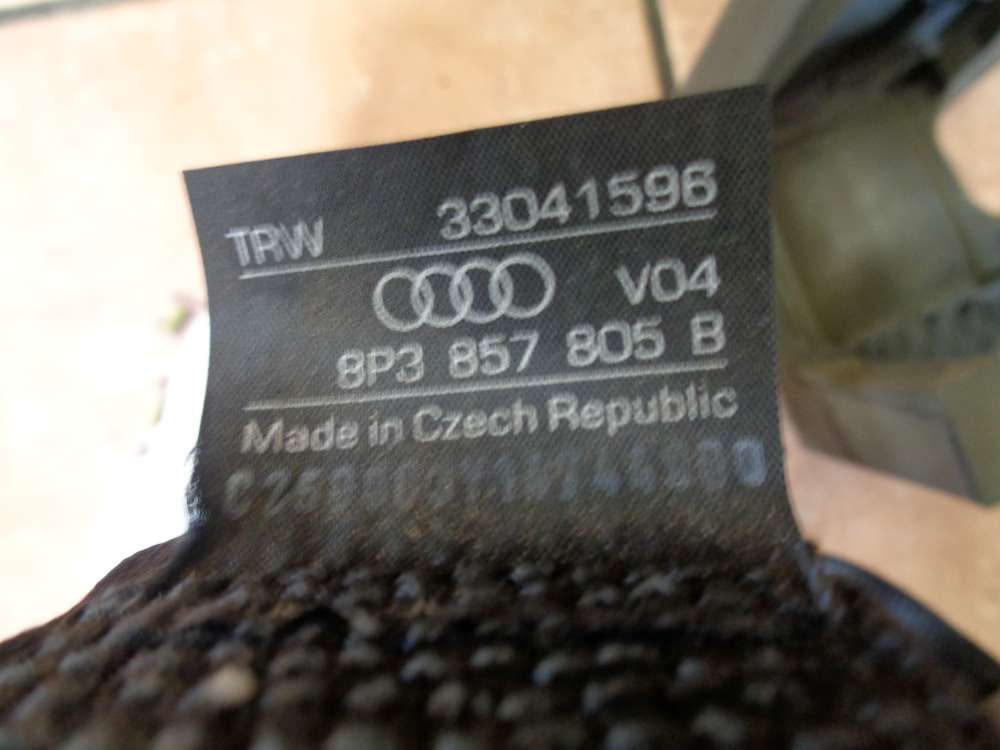 TRW 33041596
V04
8P3 857 805 B
Made in Czech Republic